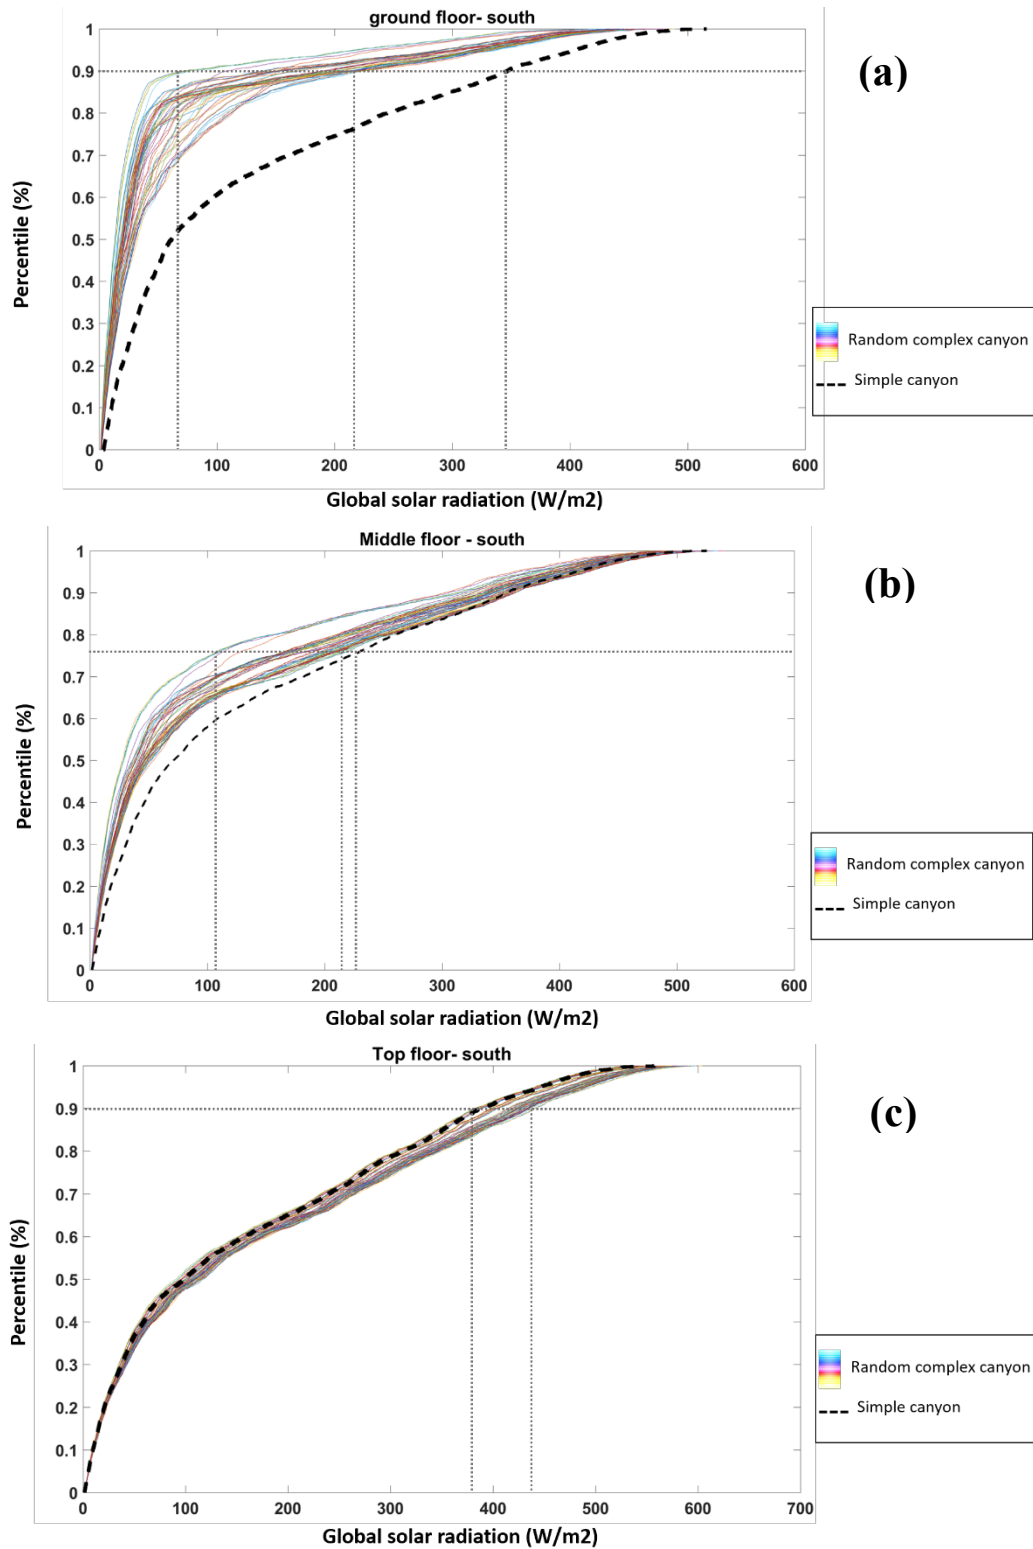 ground floor- south
(a)
1
0.9
0.8
0.7
0.6
0.5
0.4
0.3
0.2
0.1
0
Percentile (%)
0 100 200 300 400 500 600
Global solar radiation (W/m2)
Random complex canyon
Simple canyon
Middle floor - south
(b)
1
0.9
0.8
0.7
0.6
0.5
0.4
0.3
0.2
0.1
0
Percentile (%)
0 100 200 300 400 500 600
Global solar radiation (W/m2)
Random complex canyon
Simple canyon
Top floor- south
(c)
1
0.9
0.8
0.7
0.6
0.5
0.4
0.3
0.2
0.1
0
Percentile (%)
0 100 200 300 400 500 600 700
Global solar radiation (W/m2)
Random complex canyon
Simple canyon